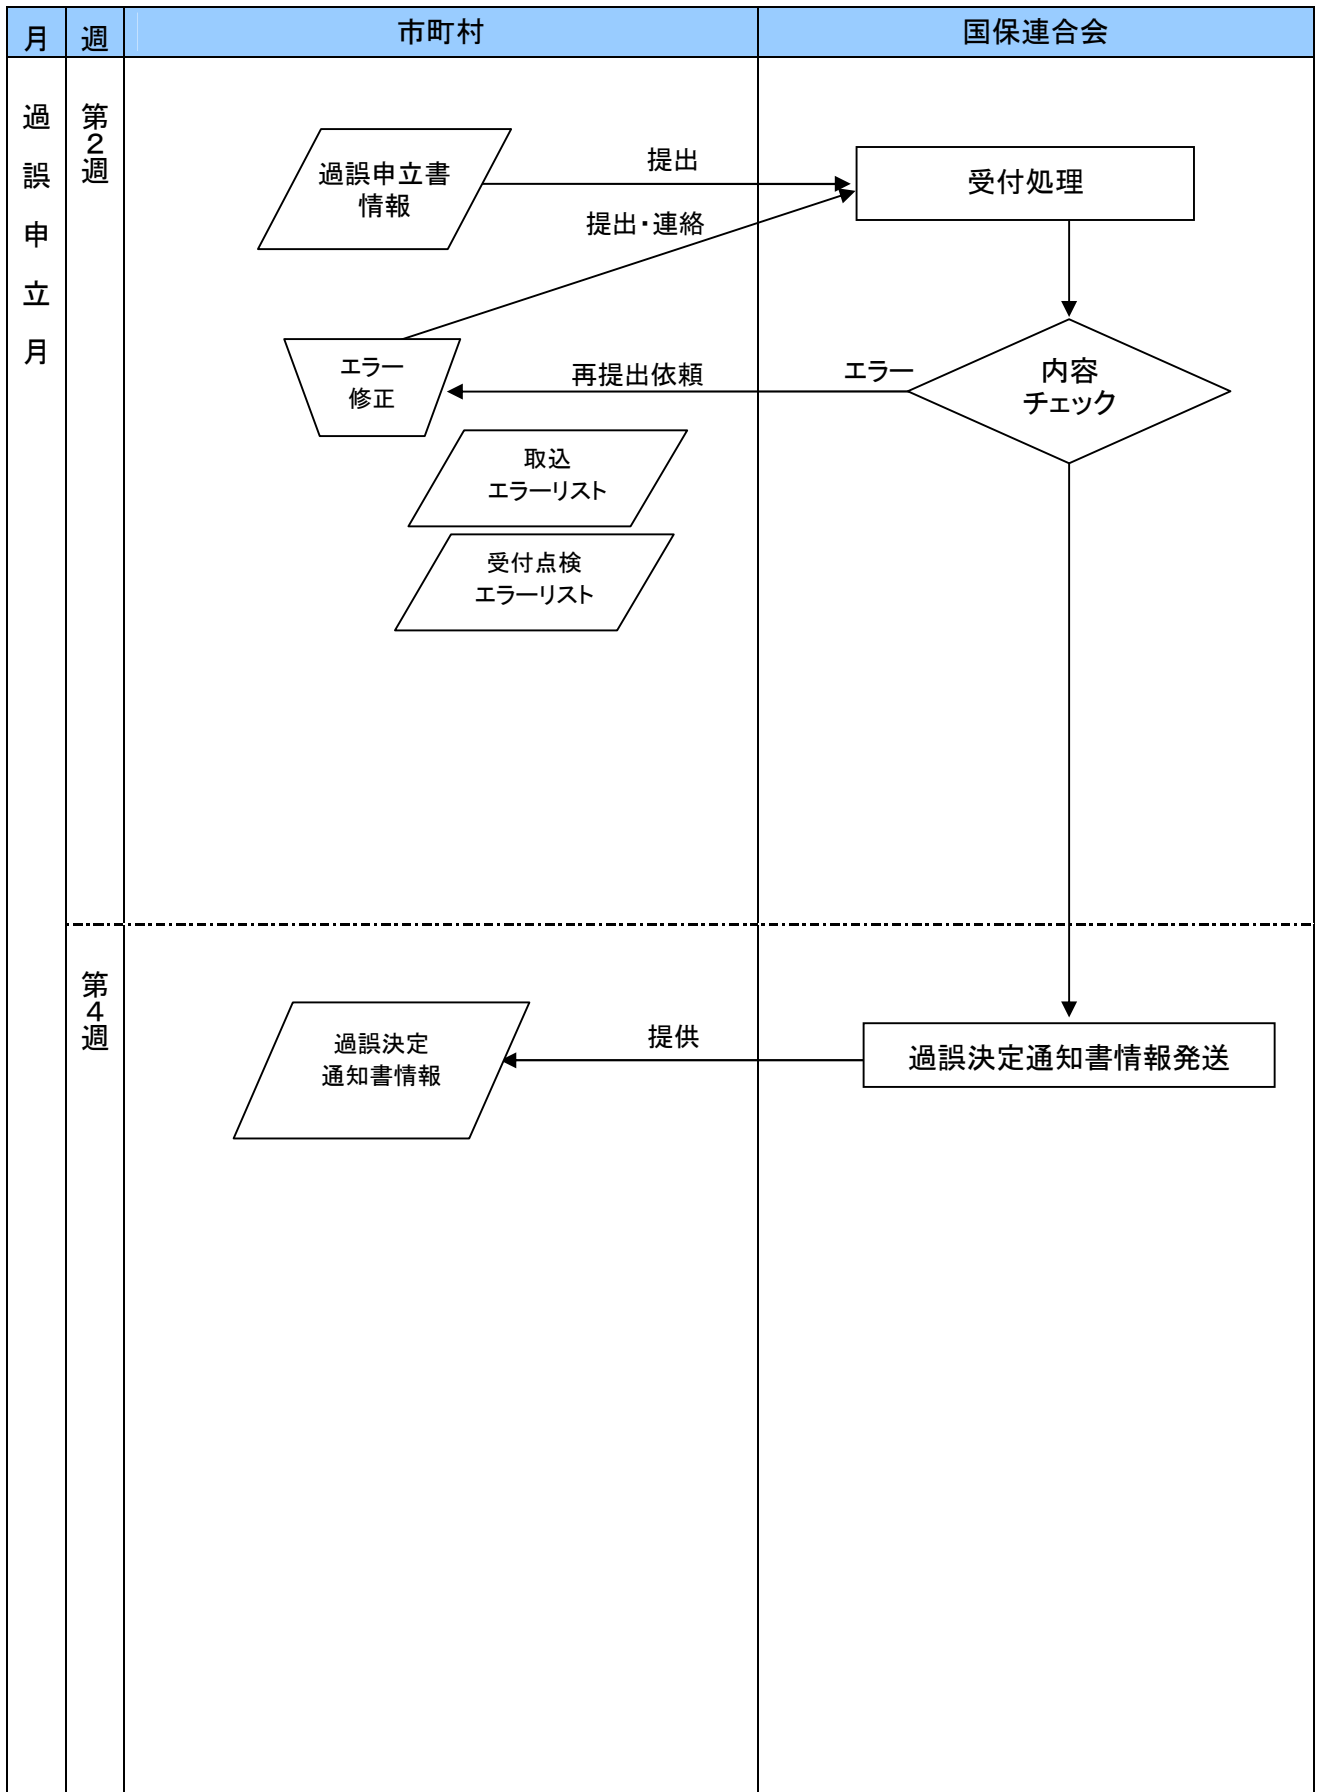 月
週
市町村
国保連合会
過誤申立月
第2週
過誤申立書
情報
提出
受付処理
提出・連絡
エラー
修正
再提出依頼
エラー
内容
チェック
取込
エラーリスト
受付点検
エラーリスト
第4週
過誤決定
通知書情報
提供
過誤決定通知書情報発送